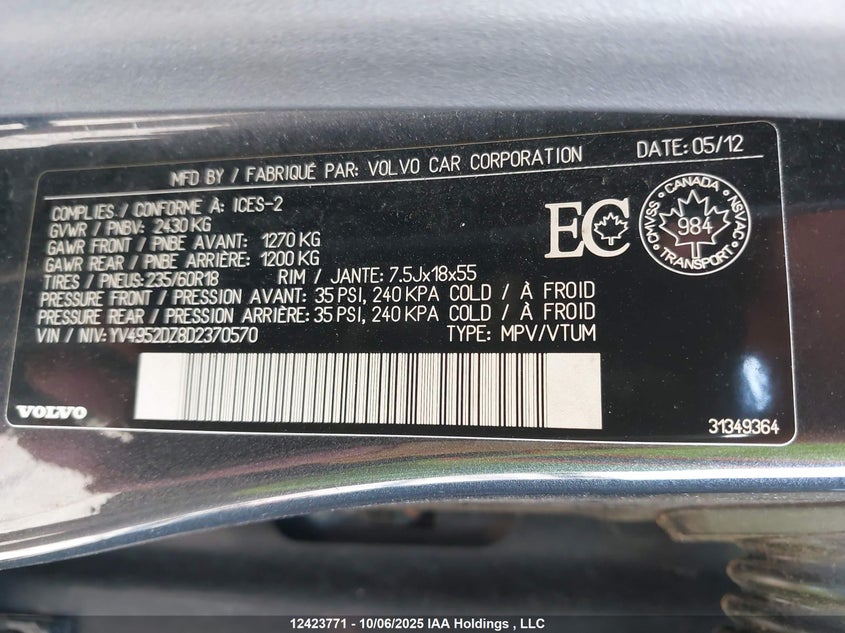 MFD BY / FABRIQUÉ PAR: VOLVO CAR CORPORATION DATE: 05/12
COMPLIES / CONFORME À: ICES-2
GVWR / PNBV: 2430 KG
GAWR FRONT / PNBE AVANT: 1270 KG
GAWR REAR / PNBE ARRIÈRE: 1200 KG
TIRES / PNEUS: 235/60R18 RIM / JANTE: 7.5Jx18x55
PRESSURE FRONT / PRESSION AVANT: 35 PSI, 240 KPA COLD / À FROID
PRESSURE REAR / PRESSION ARRIÈRE: 35 PSI, 240 KPA COLD / À FROID
VIN / NIV: YV4952DZ8D2370570 TYPE: MPV/VTUM
EC
CANADA
CMVSS 984 NSVAC
TRANSPORT
VOLVO
31349364
12423771 - 10/06/2025 IAA Holdings , LLC